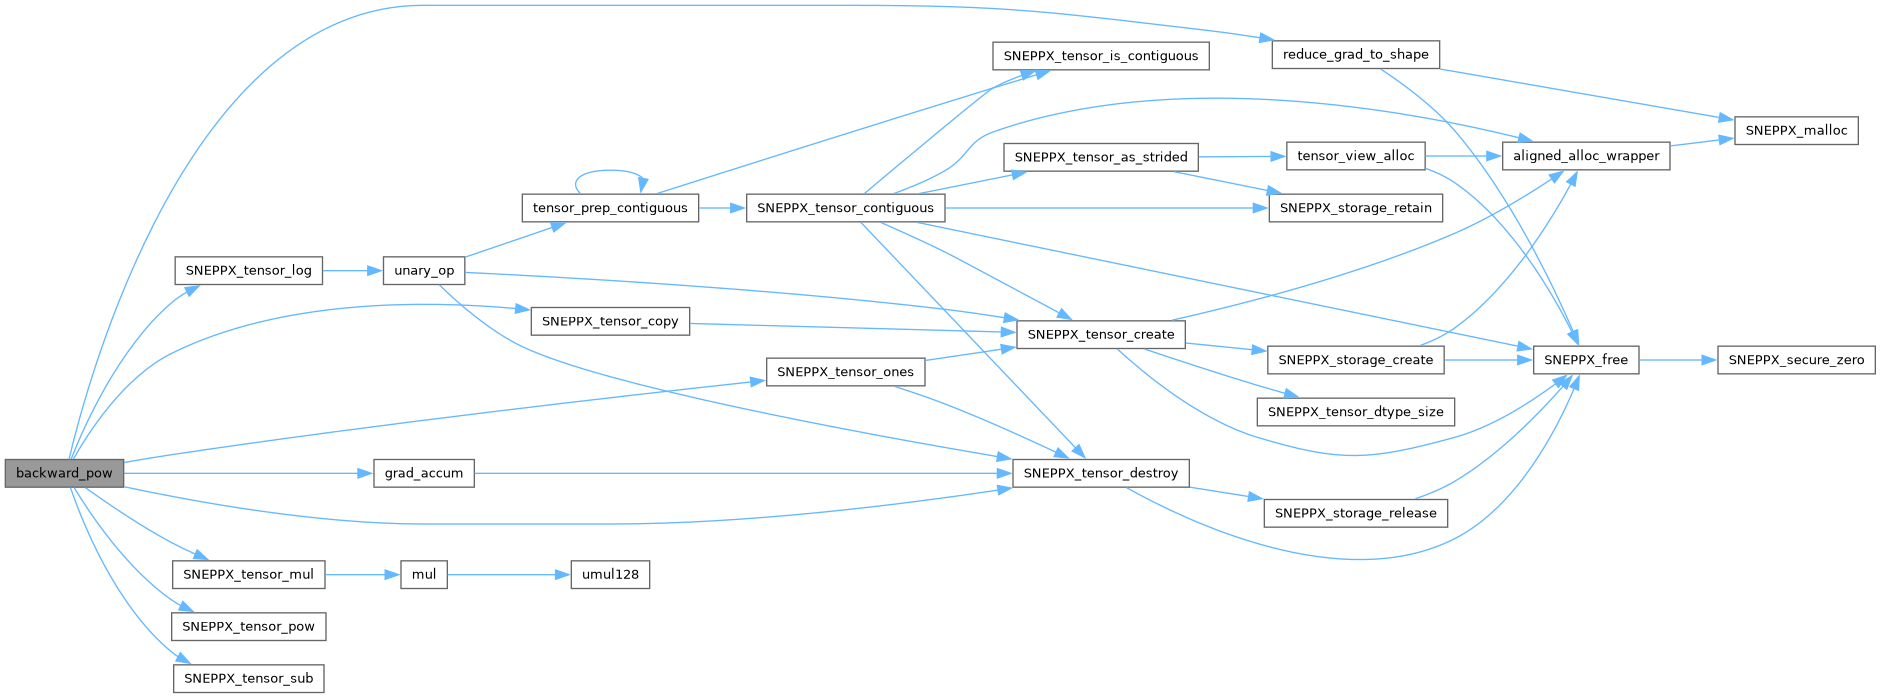 backward_pow
SNEPPX_tensor_log
unary_op
tensor_prep_contiguous
SNEPPX_tensor_copy
SNEPPX_tensor_ones
grad_accum
SNEPPX_tensor_mul
mul
umul128
SNEPPX_tensor_pow
SNEPPX_tensor_sub
SNEPPX_tensor_is_contiguous
SNEPPX_tensor_contiguous
SNEPPX_tensor_as_strided
SNEPPX_tensor_create
SNEPPX_tensor_destroy
reduce_grad_to_shape
tensor_view_alloc
SNEPPX_storage_retain
SNEPPX_storage_create
SNEPPX_tensor_dtype_size
SNEPPX_storage_release
aligned_alloc_wrapper
SNEPPX_free
SNEPPX_malloc
SNEPPX_secure_zero